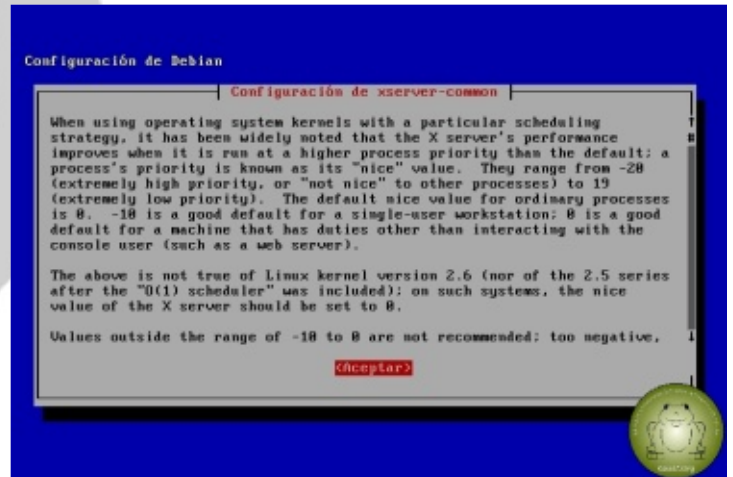 Configuración de Debian
Configuración de xserver-common
When using operating system kernels with a particular scheduling
strategy, it has been widely noted that the X server's performance
improves when it is run at a higher process priority than the default; a
process's priority is known as its "nice" value.  They range from -20
(extremely high priority, or "not nice" to other processes) to 19
(extremely low priority).  The default nice value for ordinary processes
is 0.  -10 is a good default for a single-user workstation; 0 is a good
default for a machine that has duties other than interacting with the
console user (such as a web server).
The above is not true of Linux kernel version 2.6 (nor of the 2.5 series
after the "O(1) scheduler" was included); on such systems, the nice
value of the X server should be set to 0.
Values outside the range of -10 to 0 are not recommended; too negative,
<Aceptar>